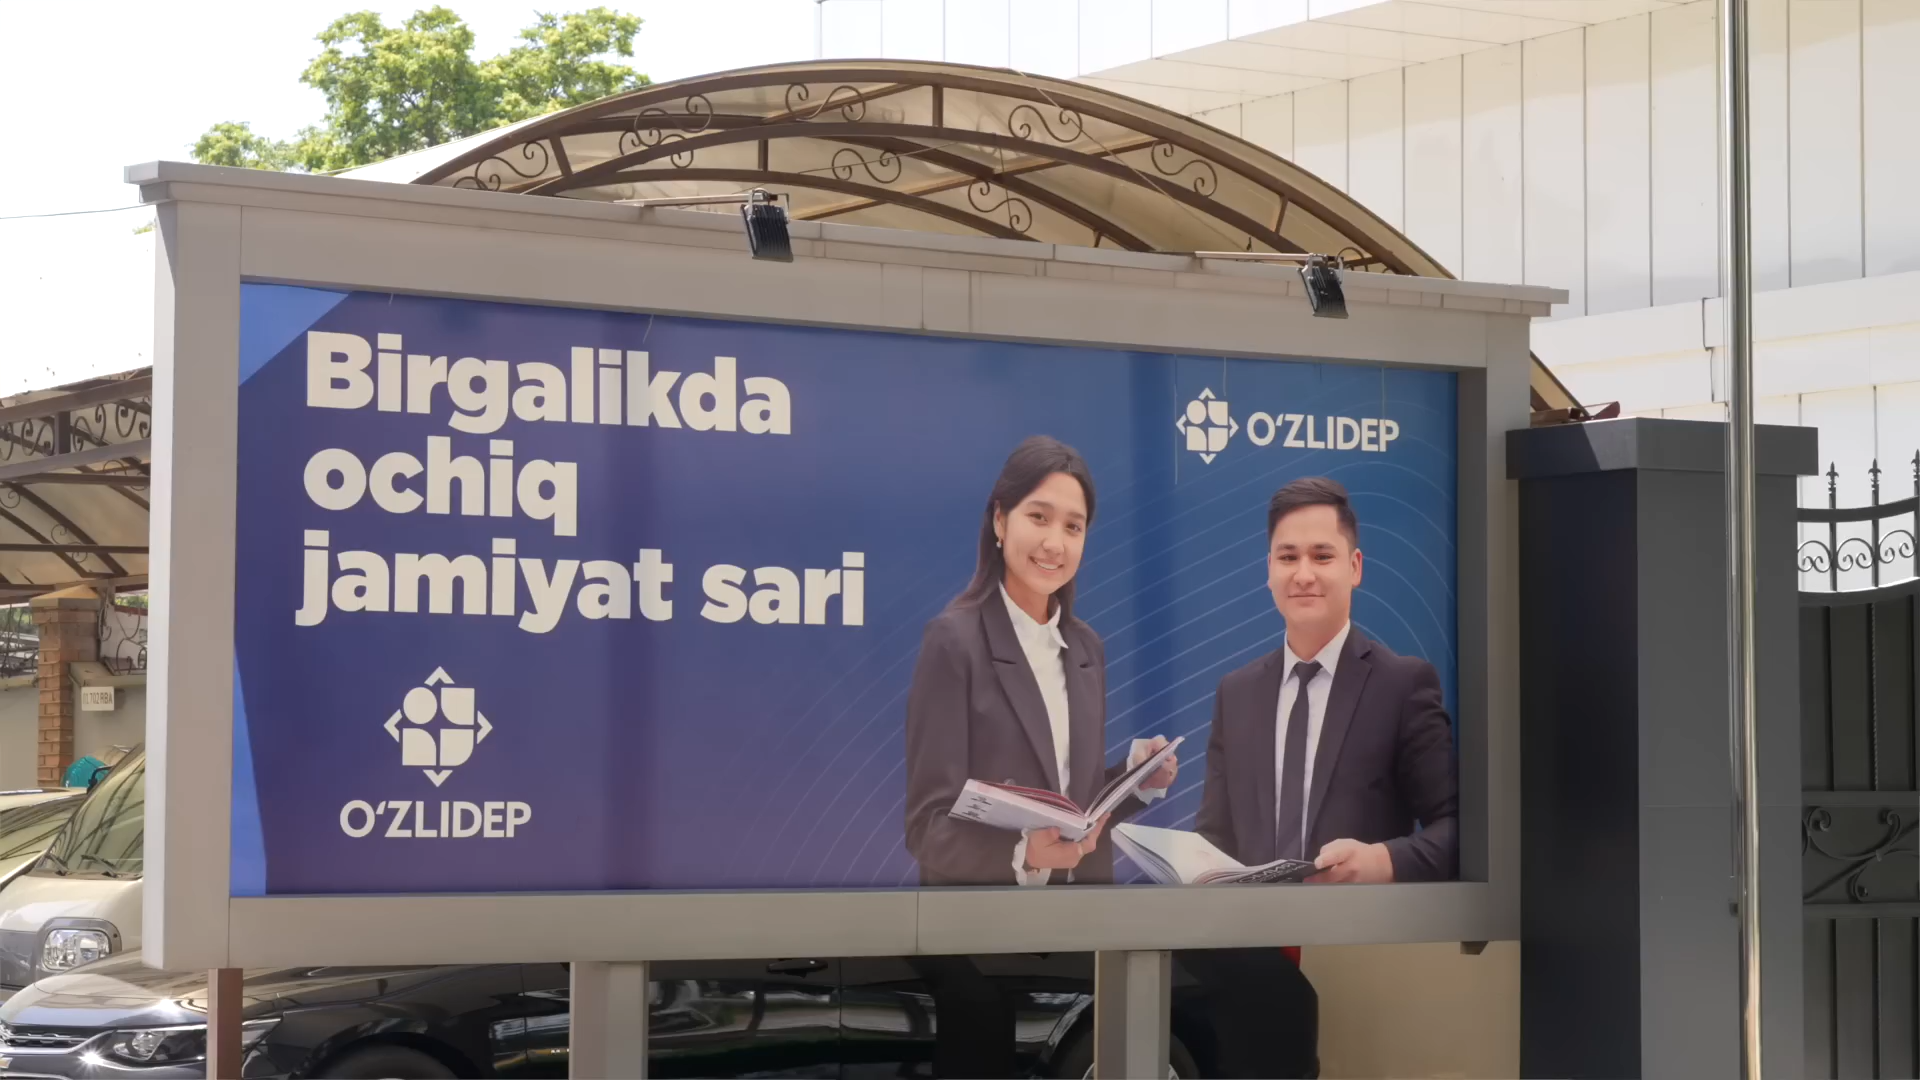 Birgalikda
ochiq
jamiyat sari
O‘ZLIDEP
O‘ZLIDEP